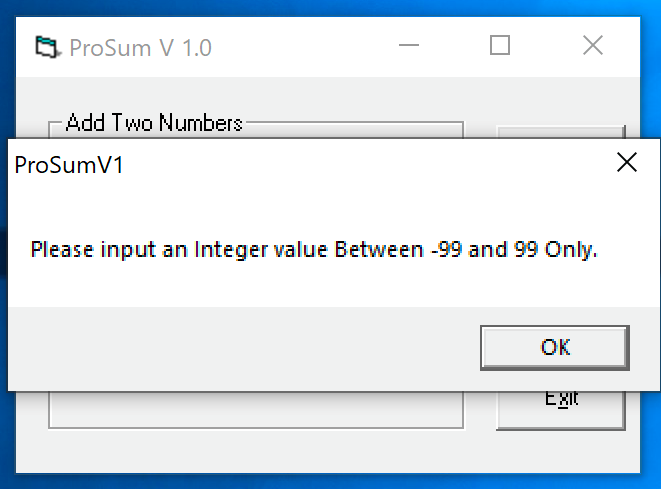 ProSum V 1.0
Add Two Numbers
ProSumV1
Please input an Integer value Between -99 and 99 Only.
OK
Exit